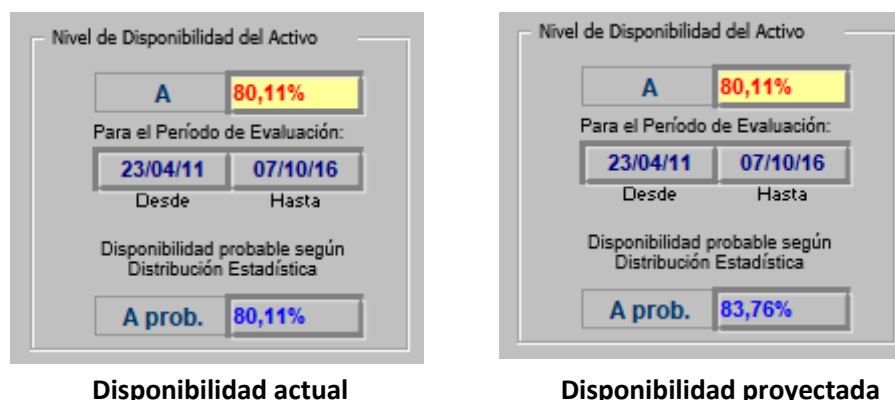 Nivel de Disponibilidad del Activo
A 80,11%
Para el Período de Evaluación:
23/04/11 07/10/16
Desde Hasta
Disponibilidad probable según
Distribución Estadística
A prob. 80,11%
Disponibilidad actual
Nivel de Disponibilidad del Activo
A 80,11%
Para el Período de Evaluación:
23/04/11 07/10/16
Desde Hasta
Disponibilidad probable según
Distribución Estadística
A prob. 83,76%
Disponibilidad proyectada